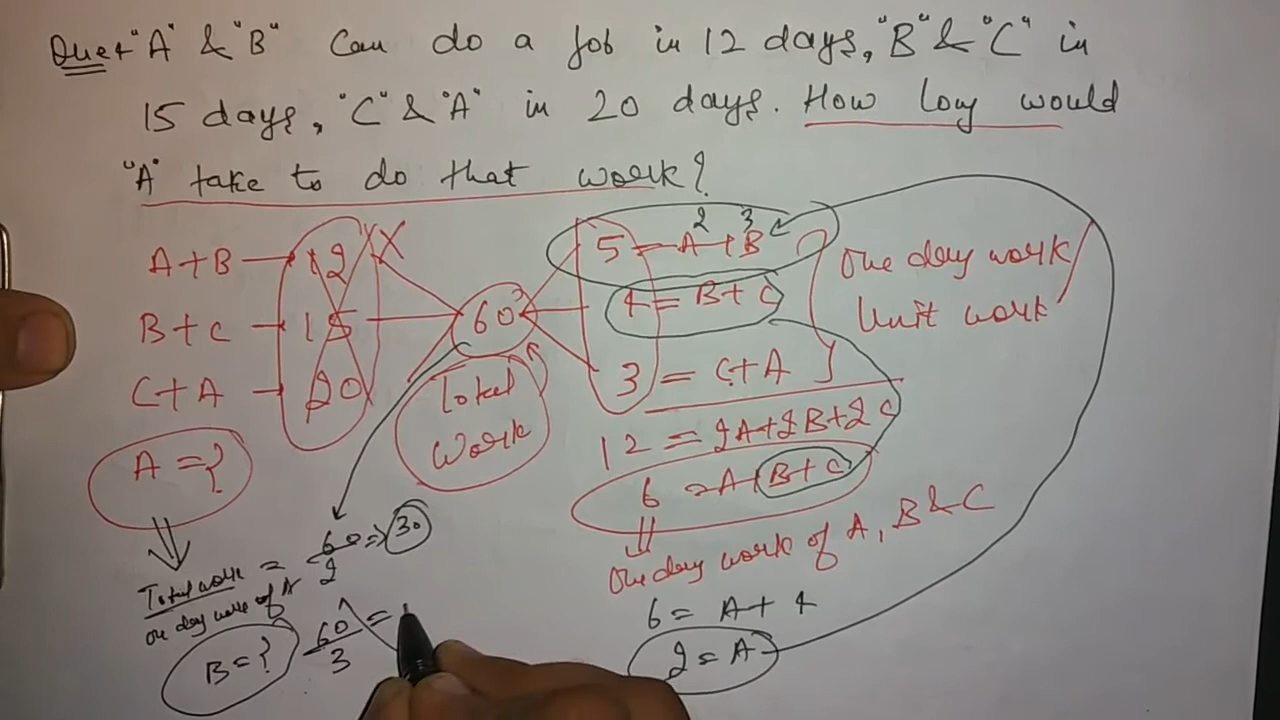 Que+ "A" & "B" Can do a job in 12 days, "B" & "C" in
15 days, "C" & "A" in 20 days. How long would
"A" take to do that work?
A+B 12
B+C 15
C+A 20
A = ?
60
Total
Work
5 = A+B
2 3
4 = B+C
3 = C+A
One day work
Unit work
12 = 2A+2B+2C
6 = A+B+C
One day work of A, B & C
6 = A+4
2 = A
Total work
one day work of A
= 60/2 => 30
B = ?
60/3 =